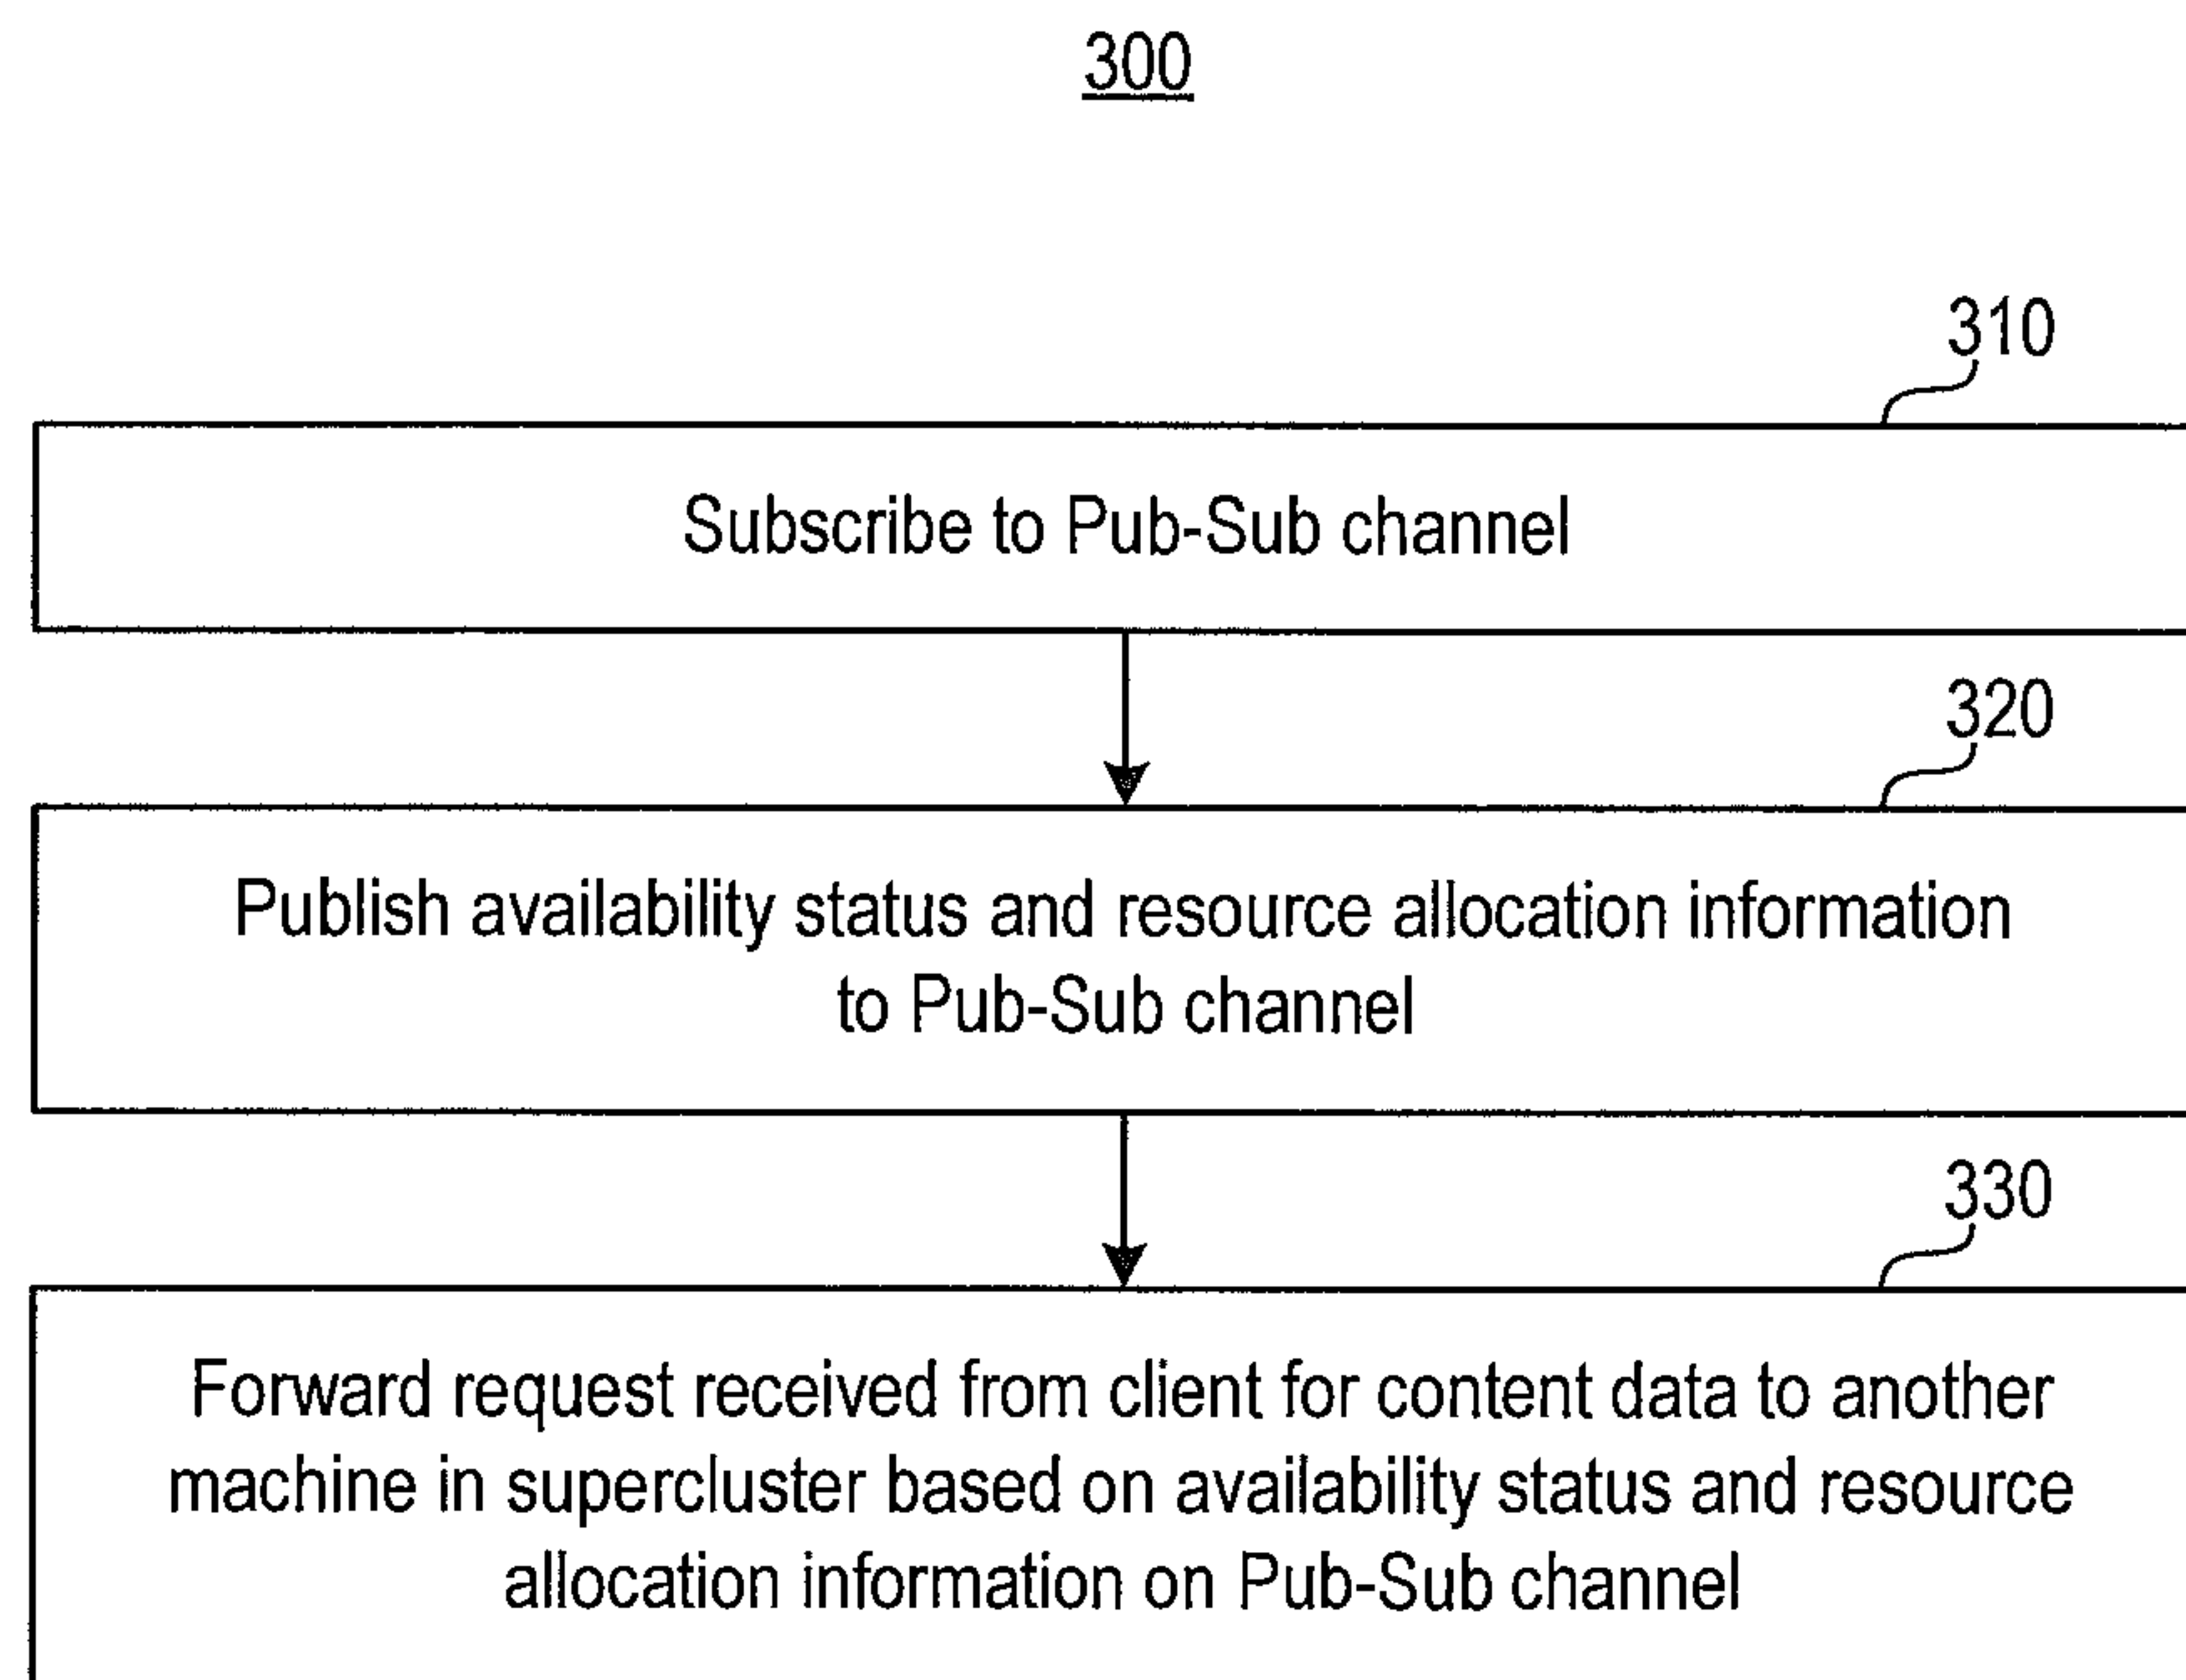 300
310
Subscribe to Pub-Sub channel
320
Publish availability status and resource allocation information
to Pub-Sub channel
330
Forward request received from client for content data to another
machine in supercluster based on availability status and resource
allocation information on Pub-Sub channel